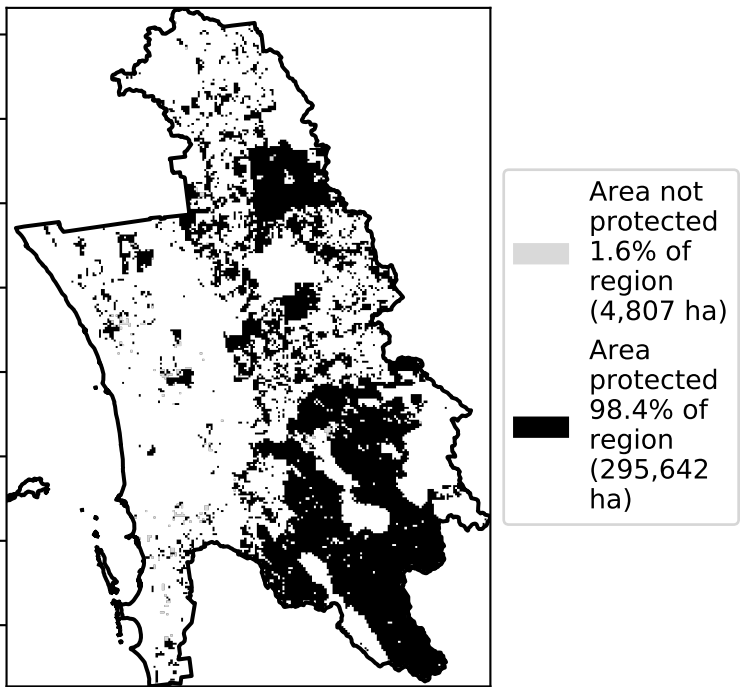 Area not
protected
1.6% of
region
(4,807 ha)
Area
protected
98.4% of
region
(295,642
ha)